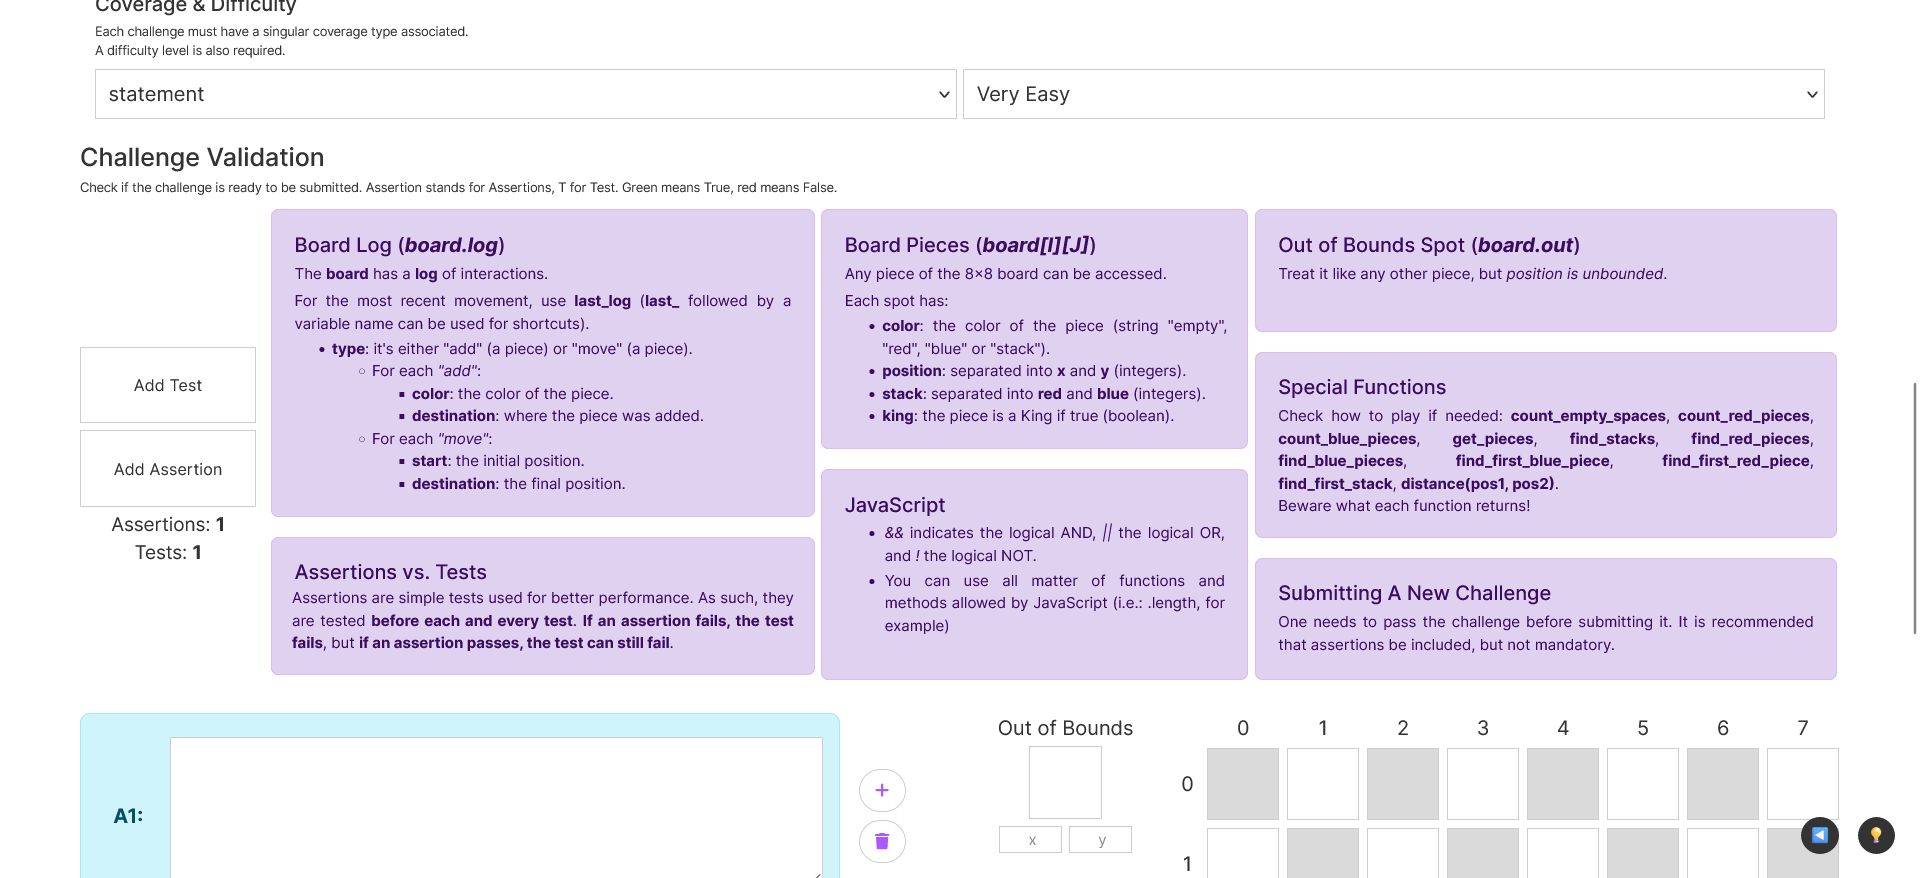 Coverage & Difficulty
Each challenge must have a singular coverage type associated.
A difficulty level is also required.
statement
Very Easy
Challenge Validation
Check if the challenge is ready to be submitted. Assertion stands for Assertions, T for Test. Green means True, red means False.
Add Test
Add Assertion
Assertions: 1
Tests: 1
Board Log (board.log)
The board has a log of interactions.
For the most recent movement, use last_log (last_ followed by a
variable name can be used for shortcuts).
• type: it's either "add" (a piece) or "move" (a piece).
○ For each "add":
▪ color: the color of the piece.
▪ destination: where the piece was added.
○ For each "move":
▪ start: the initial position.
▪ destination: the final position.
Assertions vs. Tests
Assertions are simple tests used for better performance. As such, they
are tested before each and every test. If an assertion fails, the test
fails, but if an assertion passes, the test can still fail.
Board Pieces (board[I][J])
Any piece of the 8×8 board can be accessed.
Each spot has:
• color: the color of the piece (string "empty",
"red", "blue" or "stack").
• position: separated into x and y (integers).
• stack: separated into red and blue (integers).
• king: the piece is a King if true (boolean).
JavaScript
• && indicates the logical AND, || the logical OR,
and ! the logical NOT.
• You can use all matter of functions and
methods allowed by JavaScript (i.e.: .length, for
example)
Out of Bounds Spot (board.out)
Treat it like any other piece, but position is unbounded.
Special Functions
Check how to play if needed: count_empty_spaces, count_red_pieces,
count_blue_pieces, get_pieces, find_stacks, find_red_pieces,
find_blue_pieces, find_first_blue_piece, find_first_red_piece,
find_first_stack, distance(pos1, pos2).
Beware what each function returns!
Submitting A New Challenge
One needs to pass the challenge before submitting it. It is recommended
that assertions be included, but not mandatory.
A1:
Out of Bounds
x y
0 1 2 3 4 5 6 7
0
1